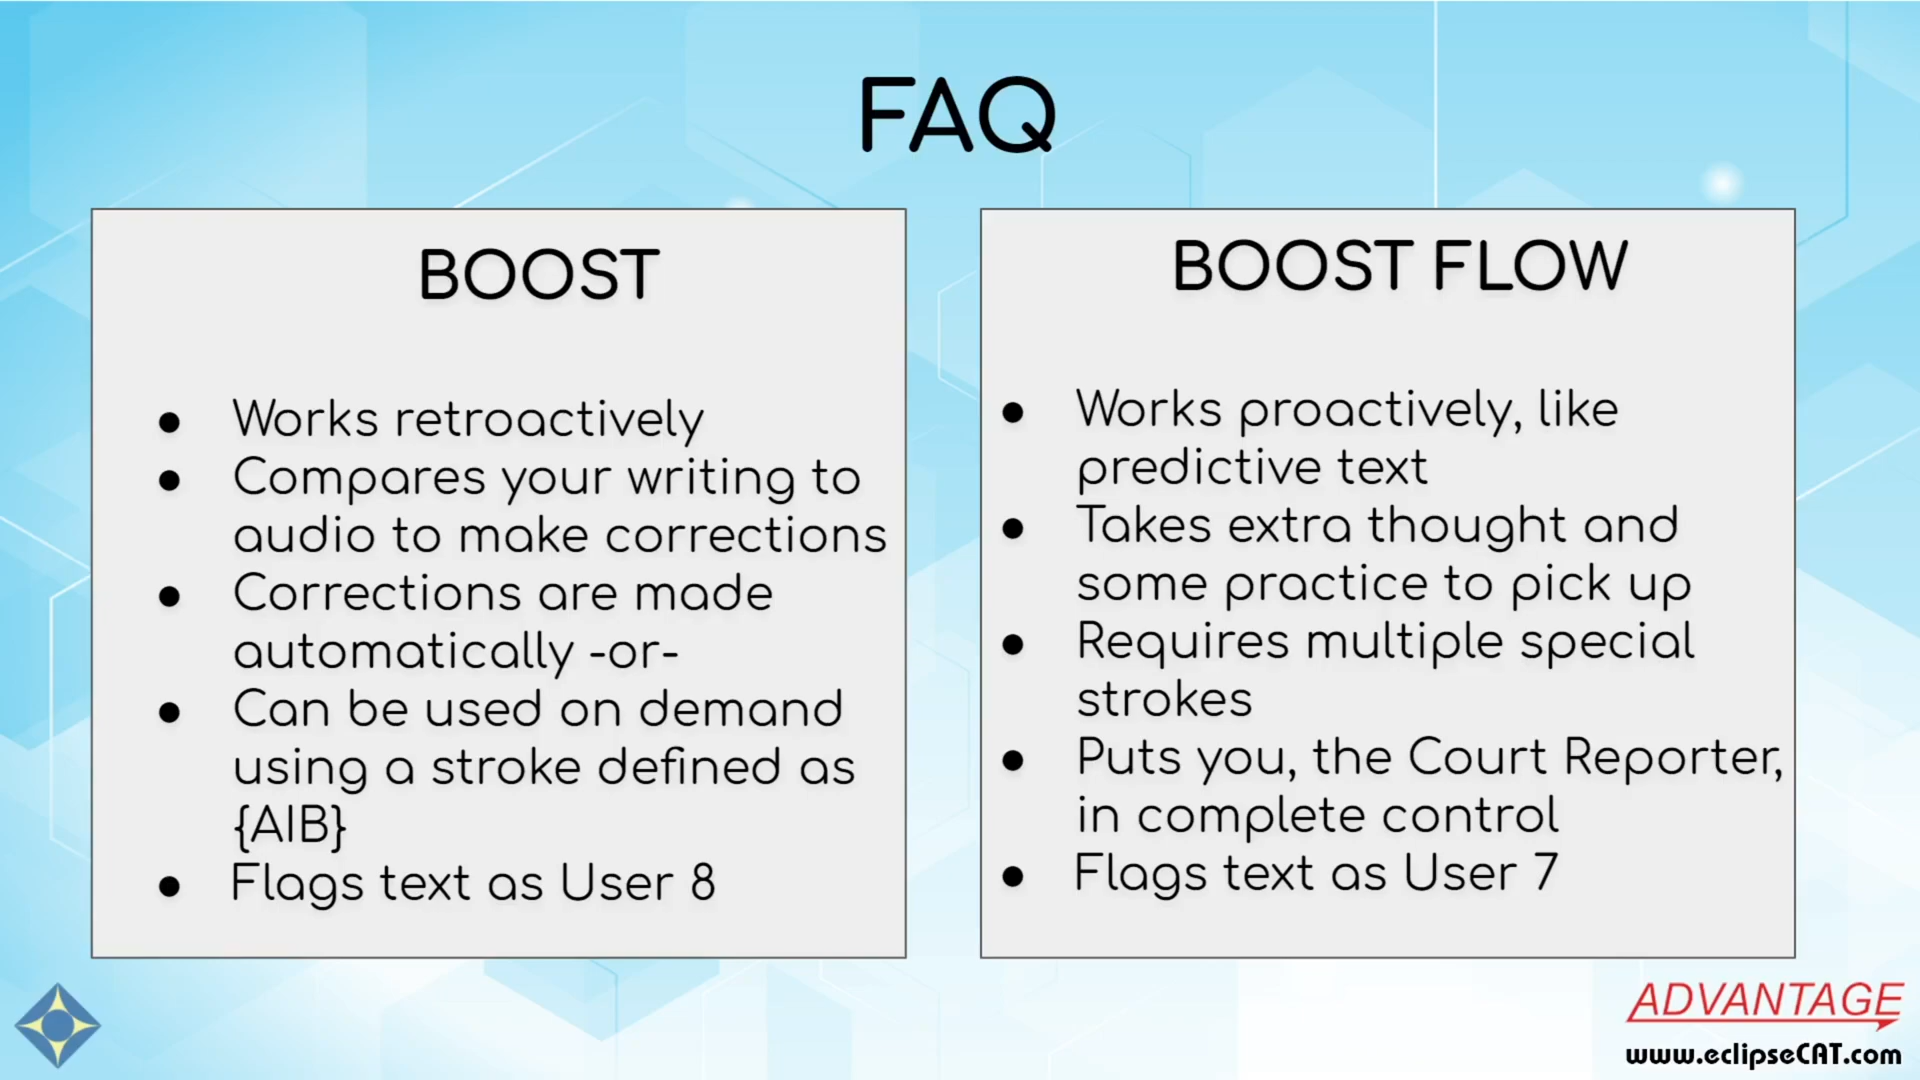 FAQ
BOOST
● Works retroactively
● Compares your writing to
audio to make corrections
● Corrections are made
automatically -or-
● Can be used on demand
using a stroke defined as
{AIB}
● Flags text as User 8
BOOST FLOW
● Works proactively, like
predictive text
● Takes extra thought and
some practice to pick up
● Requires multiple special
strokes
● Puts you, the Court Reporter,
in complete control
● Flags text as User 7
ADVANTAGE
www.eclipseCAT.com